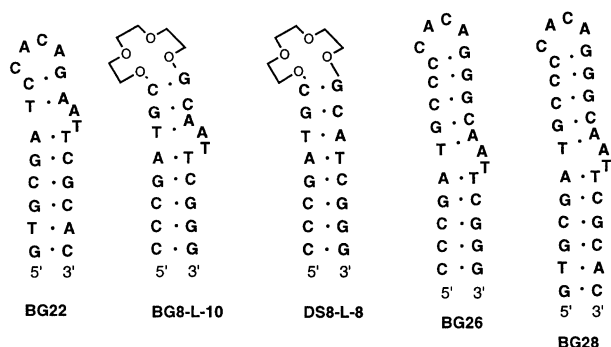 A C A
C G
C A
T · A
A T
A · T
G · C
C · G
G · C
T · A
G · C
5' 3'
BG22
O O
O O
C · G
G · C
T · A A
A · T T
G · C
C · G
C · G
C · G
5' 3'
BG8-L-10
O O
O O
C · G
G · C
T · A
A · T
G · C
C · G
C · G
C · G
5' 3'
DS8-L-8
A C A
C G
C G
C · G
C · C
G · A
T · A T
A · T
G · C
C · G
C · G
C · G
5' 3'
BG26
A C A
C G
C G
C · G
C · C
G · A
T · A T
A · T
G · C
C · G
G · C
T · A
G · C
5' 3'
BG28